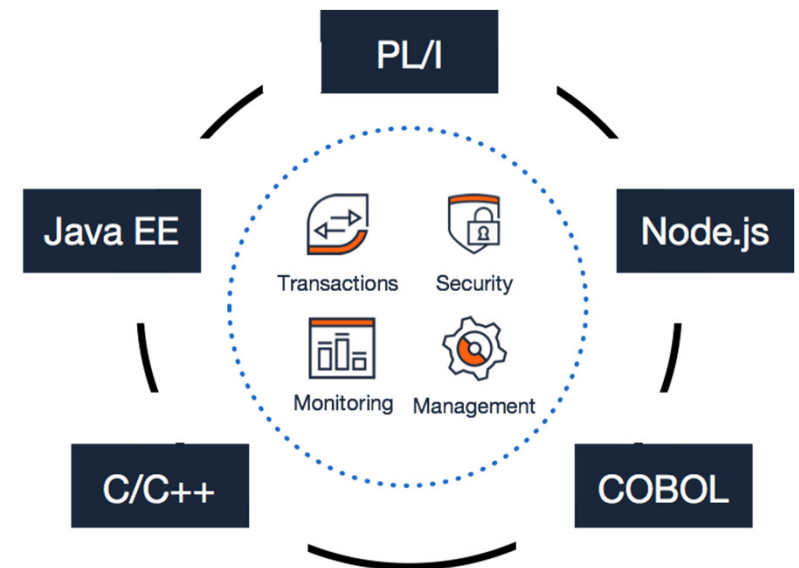 PL/I
Java EE
Node.js
Transactions
Security
Monitoring
Management
C/C++
COBOL